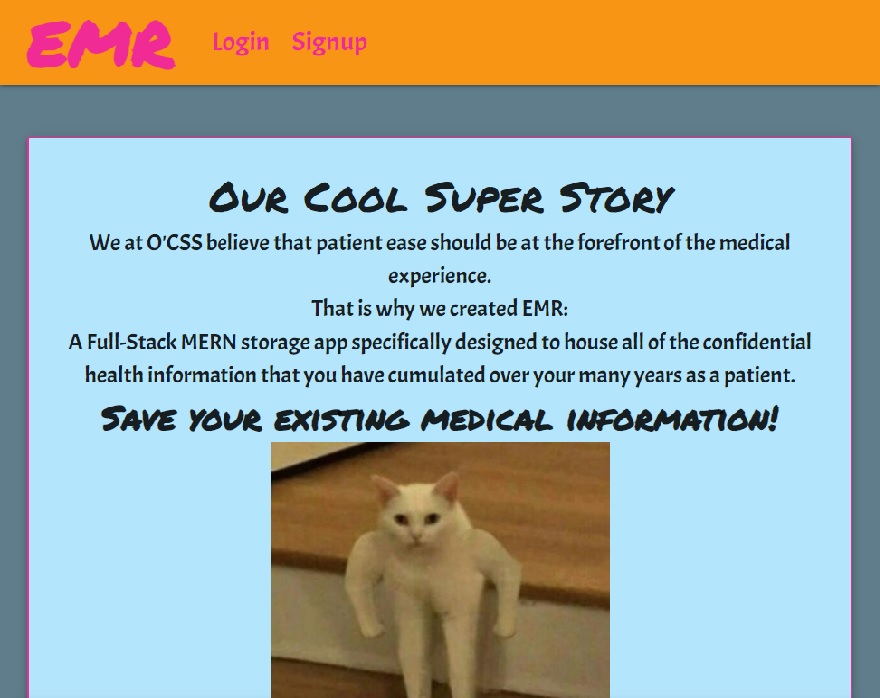 EMR
Login Signup
Our Cool Super Story
We at O'CSS believe that patient ease should be at the forefront of the medical
experience.
That is why we created EMR:
A Full-Stack MERN storage app specifically designed to house all of the confidential
health information that you have cumulated over your many years as a patient.
Save your existing medical information!